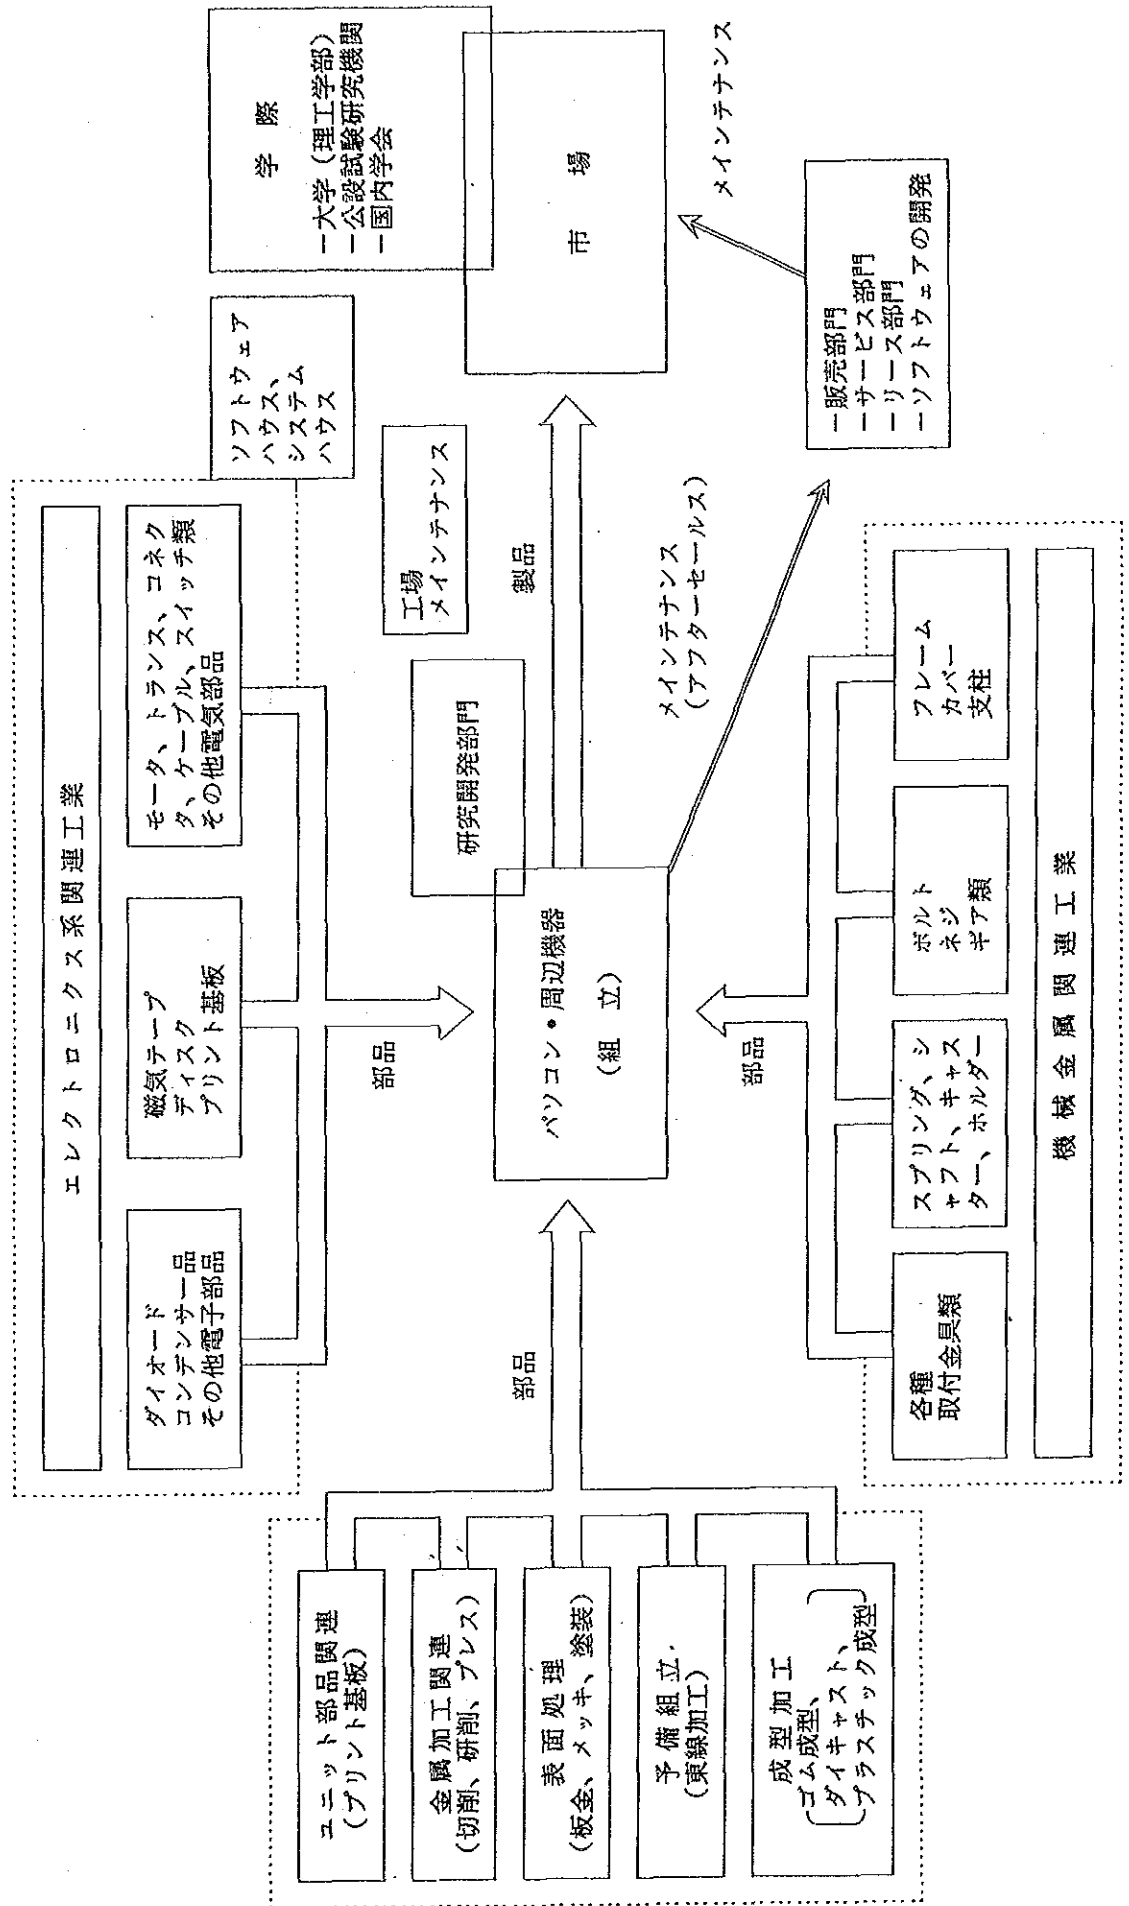 エレクトロニクス系関連工業
ダイオード
コンデンサー品
その他電子部品
磁気テープ
ディスク
プリント基板
モータ、トランス、コネク
タ、ケーブル、スイッチ類
その他電気部品
ソフトウェア
ハウス、
システム
ハウス
学際
ー大学（理工学部）
ー公設試験研究機関
ー国内学会
ユニット部品関連
（プリント基板）
金属加工関連
（切削、研削、プレス）
表面処理
（板金、メッキ、塗装）
予備組立
（東線加工）
成型加工
ゴム成型、
ダイキャスト、
プラスチック成型
部品
部品
パソコン・周辺機器
（組立）
研究開発部門
工場
メインテナンス
製品
市場
メインテナンス
（アフターセールス）
メインテナンス
ー販売部門
ーサービス部門
ーリース部門
ーソフトウェアの開発
部品
各種
取付金具類
スプリング、シ
ャフト、キャス
ター、ホルダー
ボルト
ネジ
ギア類
フレーム
カバー
支柱
機械金属関連工業